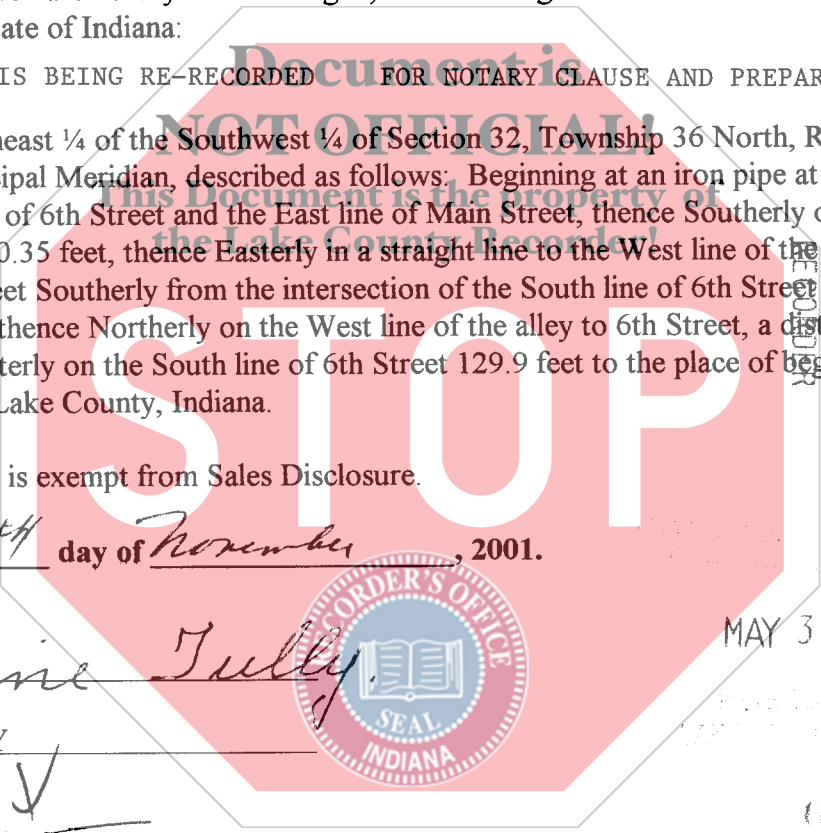 ate of Indiana:
IS BEING RE-RECORDED FOR NOTARY CLAUSE AND PREPAR
Document is
NOT OFFICIAL!
This Document is the property of
the Lake County Recorder!
east ¼ of the Southwest ¼ of Section 32, Township 36 North, R
ipal Meridian, described as follows: Beginning at an iron pipe at
of 6th Street and the East line of Main Street, thence Southerly o
0.35 feet, thence Easterly in a straight line to the West line of the
eet Southerly from the intersection of the South line of 6th Street
thence Northerly on the West line of the alley to 6th Street, a dist
terly on the South line of 6th Street 129.9 feet to the place of beg
Lake County, Indiana.
RECORDER
STOP
is exempt from Sales Disclosure.
th day of November, 2001.
ine Tully
MAY 3
RECORDER'S OFFICE
SEAL
INDIANA